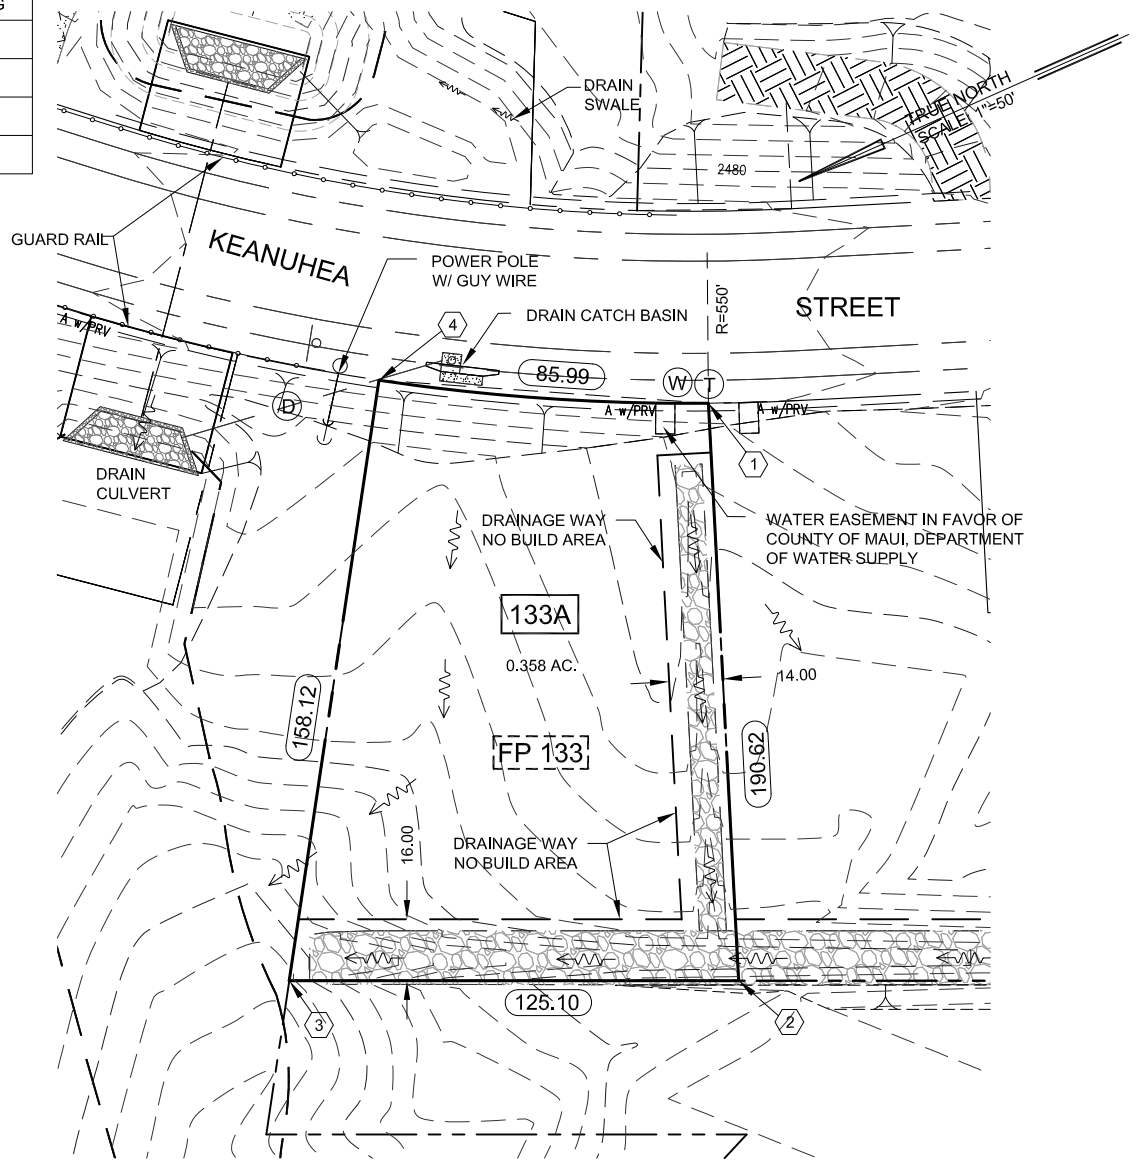 G
DRAIN
SWALE
TRUE NORTH
SCALE 1"=50'
2480
GUARD RAIL
KEANUHEA
STREET
POWER POLE
W/ GUY WIRE
R=550'
DRAIN CATCH BASIN
4
85.99
W
T
A w/PRV
A w/PRV
A w/PRV
D
1
DRAIN
CULVERT
DRAINAGE WAY
NO BUILD AREA
WATER EASEMENT IN FAVOR OF
COUNTY OF MAUI, DEPARTMENT
OF WATER SUPPLY
133A
0.358 AC.
14.00
158.12
FP 133
190.62
16.00
DRAINAGE WAY
NO BUILD AREA
125.10
3
2